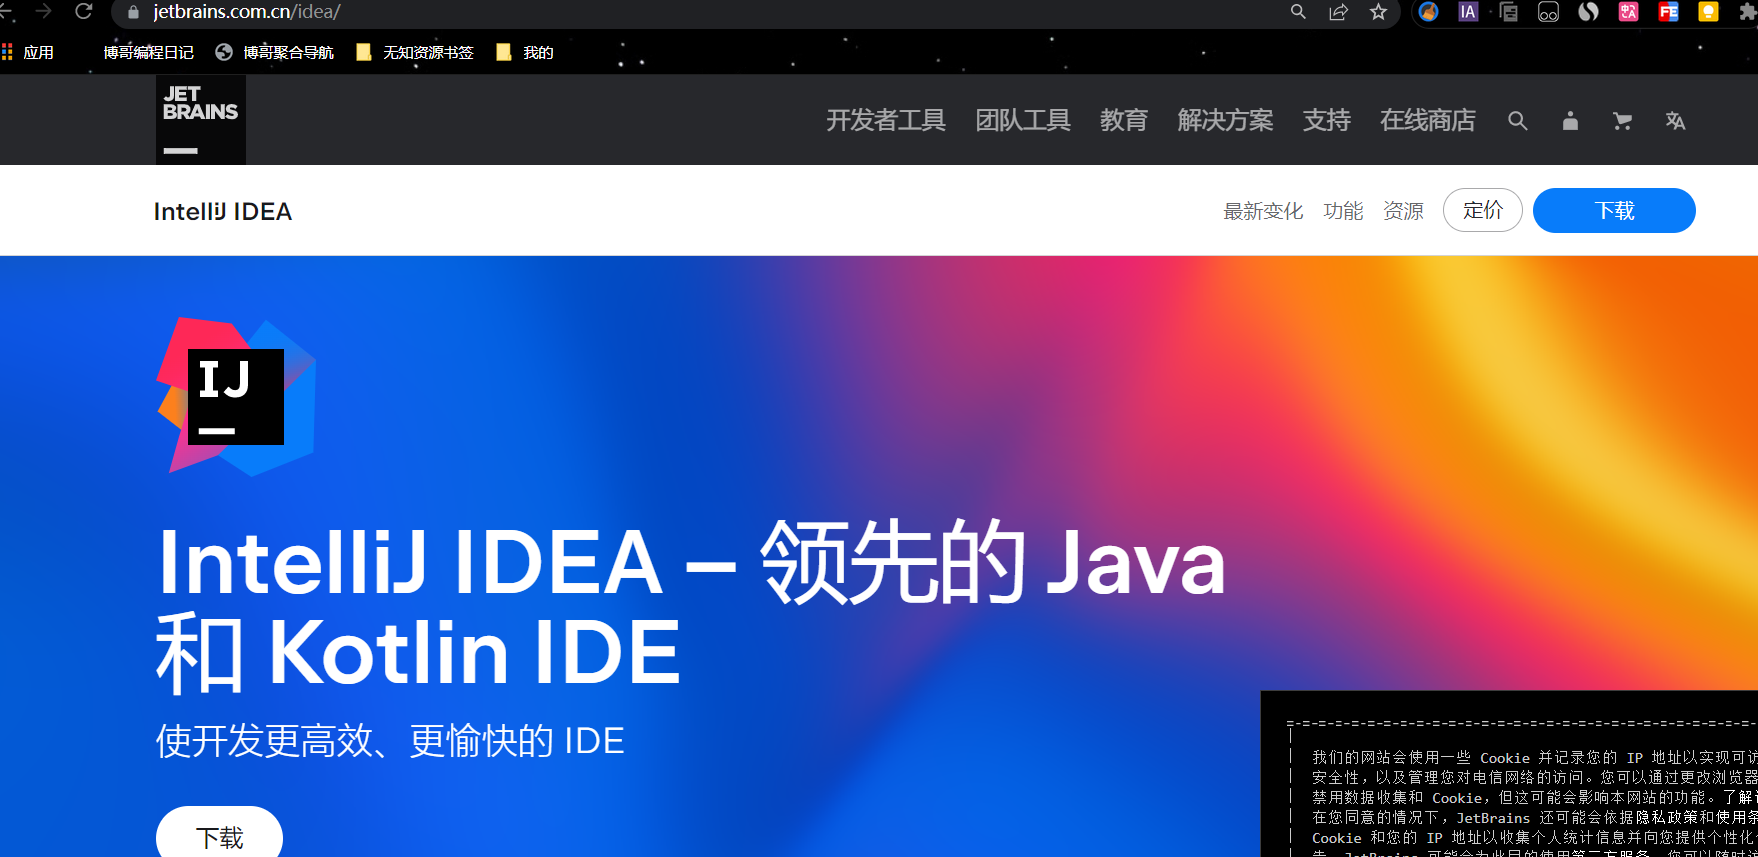 jetbrains.com.cn/idea/
应用 博哥编程日记 博哥聚合导航 无知资源书签 我的
JET
BRAINS
开发者工具 团队工具 教育 解决方案 支持 在线商店
IntelliJ IDEA 最新变化 功能 资源 定价 下载
IJ
IntelliJ IDEA – 领先的 Java
和 Kotlin IDE
使开发更高效、更愉快的 IDE
下载
我们的网站会使用一些 Cookie 并记录您的 IP 地址以实现可访
安全性，以及管理您对电信网络的访问。您可以通过更改浏览器
禁用数据收集和 Cookie，但这可能会影响本网站的功能。了解
在您同意的情况下，JetBrains 还可能会依据隐私政策和使用条
Cookie 和您的 IP 地址以收集个人统计信息并向您提供个性化